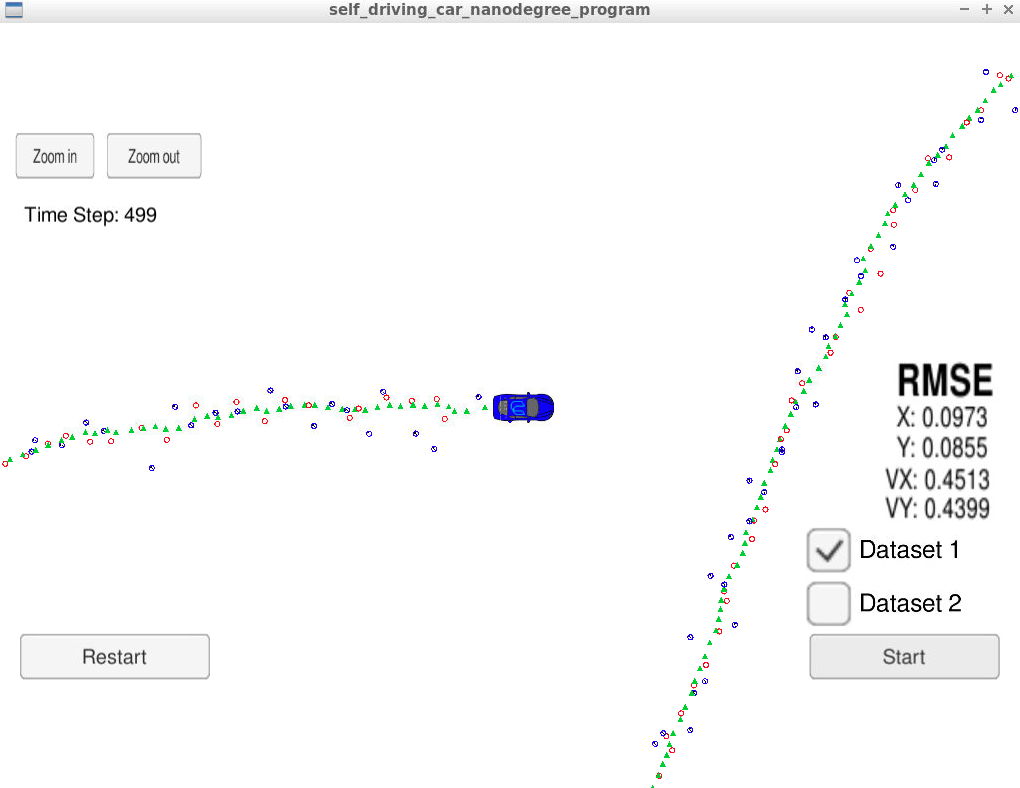 self_driving_car_nanodegree_program
Zoom in
Zoom out
Time Step: 499
RMSE
X: 0.0973
Y: 0.0855
VX: 0.4513
VY: 0.4399
Dataset 1
Dataset 2
Restart
Start